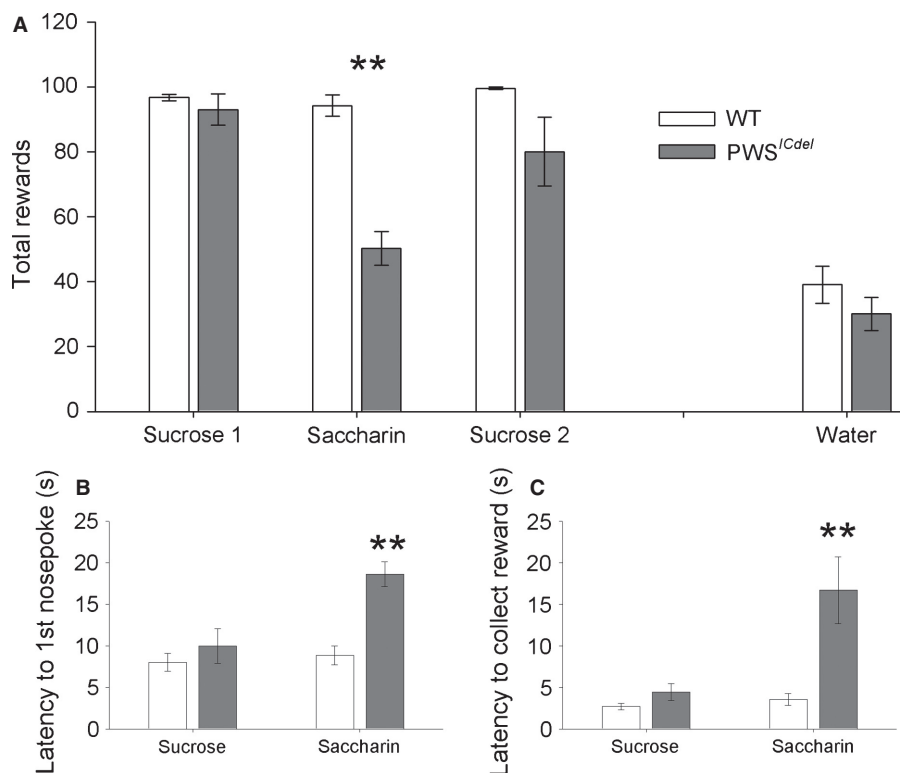 A
120
100
80
60
40
20
0
Total rewards
**
WT
PWS^ICdel
Sucrose 1
Saccharin
Sucrose 2
Water
B
25
20
15
10
5
0
Latency to 1st nosepoke (s)
**
Sucrose
Saccharin
C
25
20
15
10
5
0
Latency to collect reward (s)
**
Sucrose
Saccharin